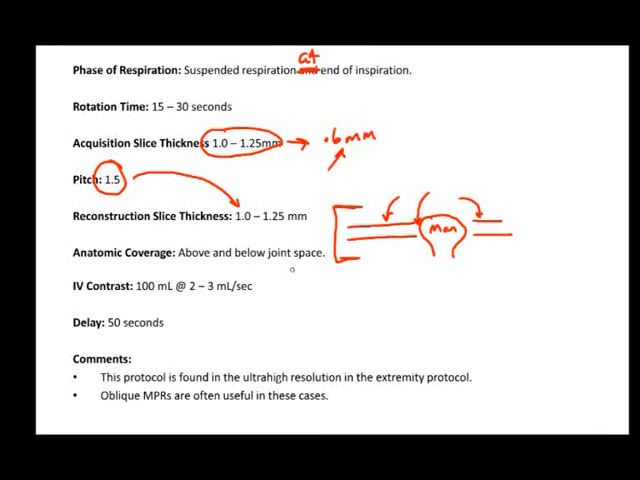 at
Phase of Respiration: Suspended respiration and end of inspiration.
Rotation Time: 15 – 30 seconds
Acquisition Slice Thickness 1.0 – 1.25mm .6mm
Pitch: 1.5
Reconstruction Slice Thickness: 1.0 – 1.25 mm
Man
Anatomic Coverage: Above and below joint space.
IV Contrast: 100 mL @ 2 – 3 mL/sec
Delay: 50 seconds
Comments:
• This protocol is found in the ultrahigh resolution in the extremity protocol.
• Oblique MPRs are often useful in these cases.